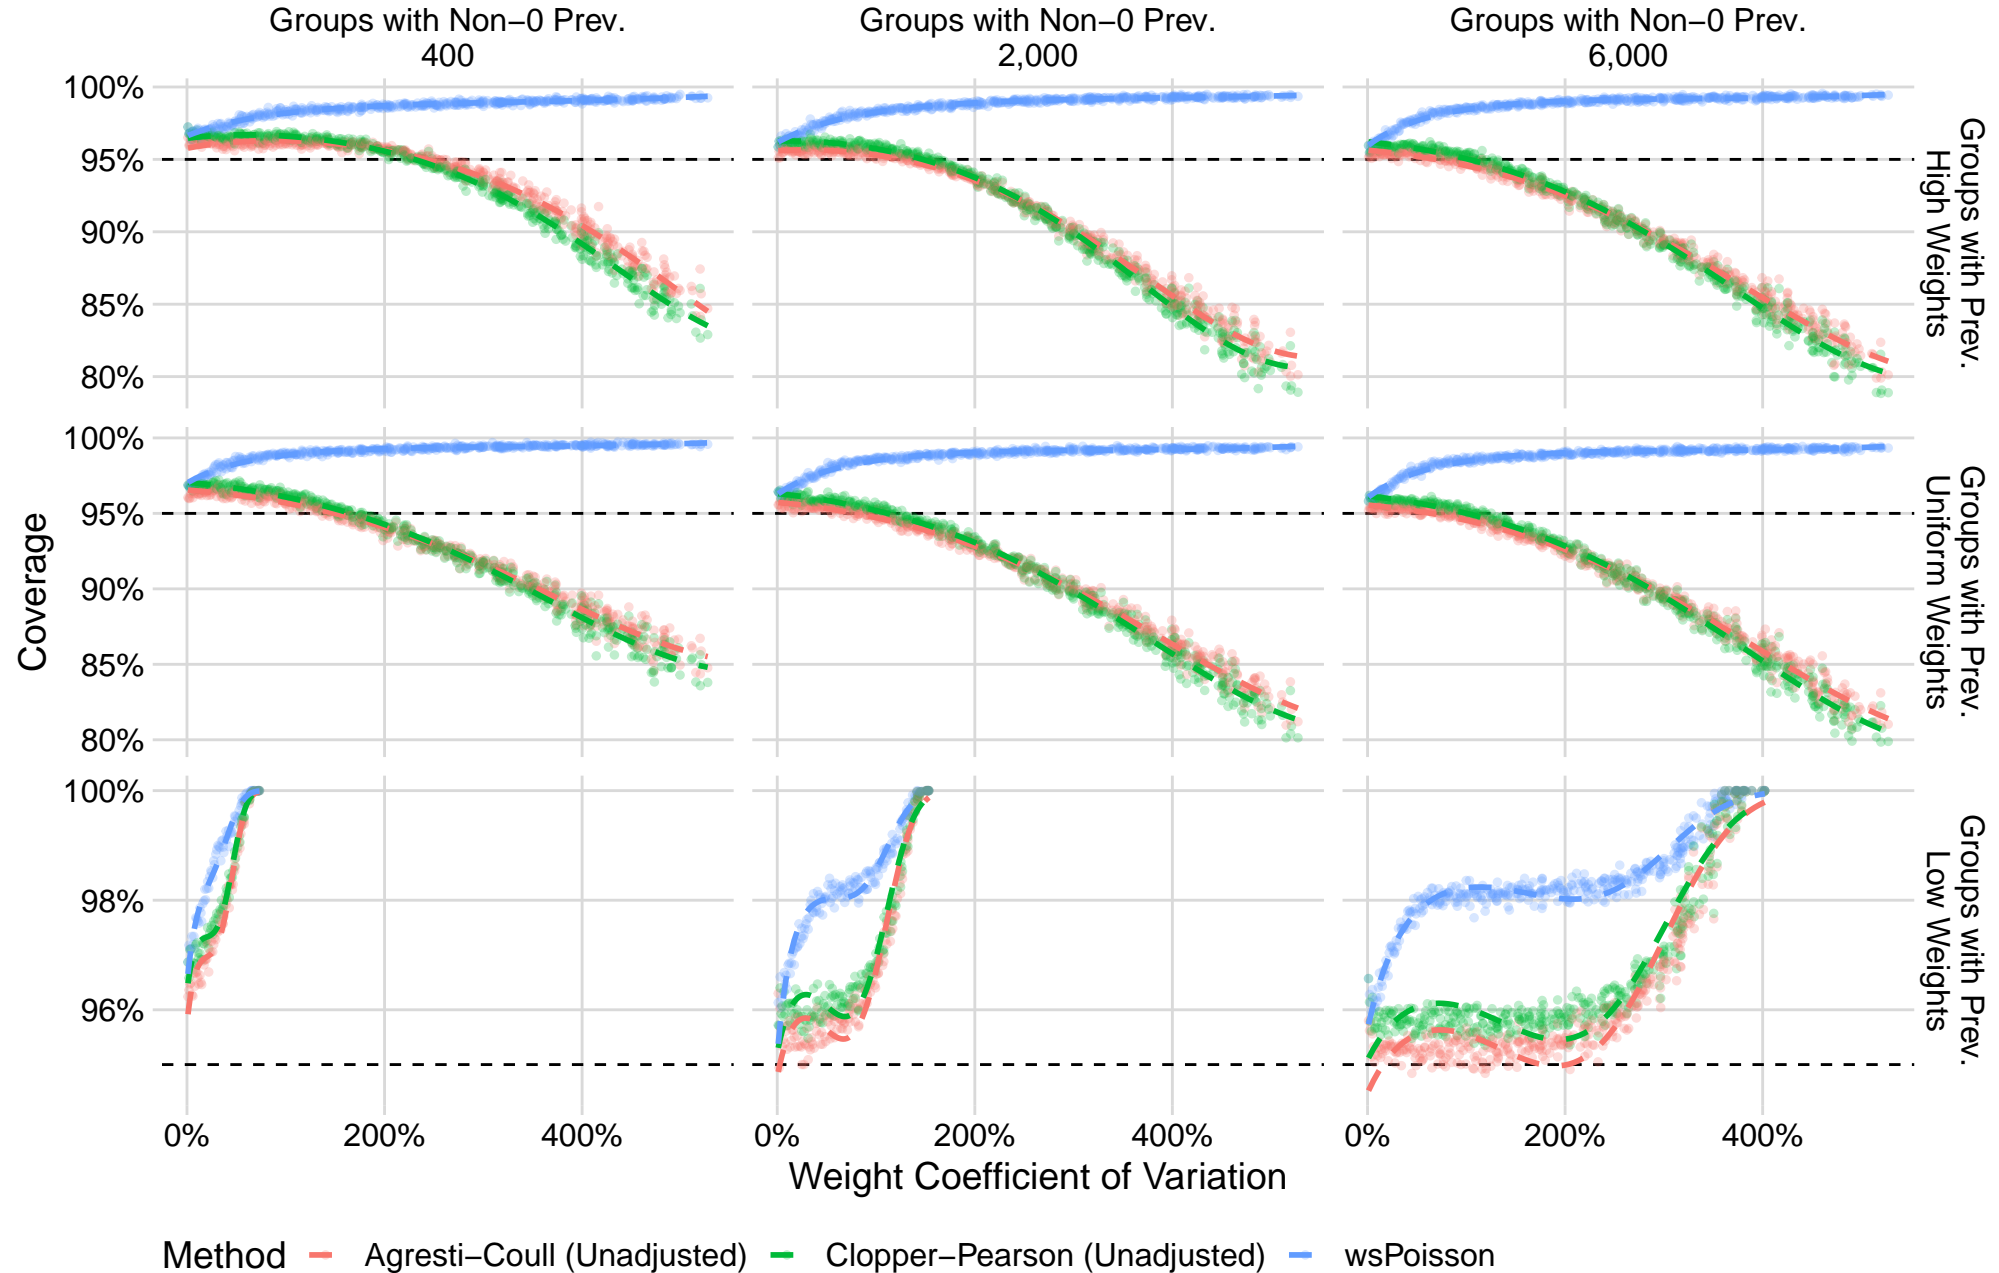 Groups with Non−0 Prev.
400
Groups with Non−0 Prev.
2,000
Groups with Non−0 Prev.
6,000
100%
95%
90%
85%
80%
Groups with Prev.
High Weights
100%
95%
90%
85%
80%
Groups with Prev.
Uniform Weights
100%
98%
96%
Groups with Prev.
Low Weights
Coverage
0% 200% 400% 0% 200% 400% 0% 200% 400%
Weight Coefficient of Variation
Method Agresti−Coull (Unadjusted) Clopper−Pearson (Unadjusted) wsPoisson